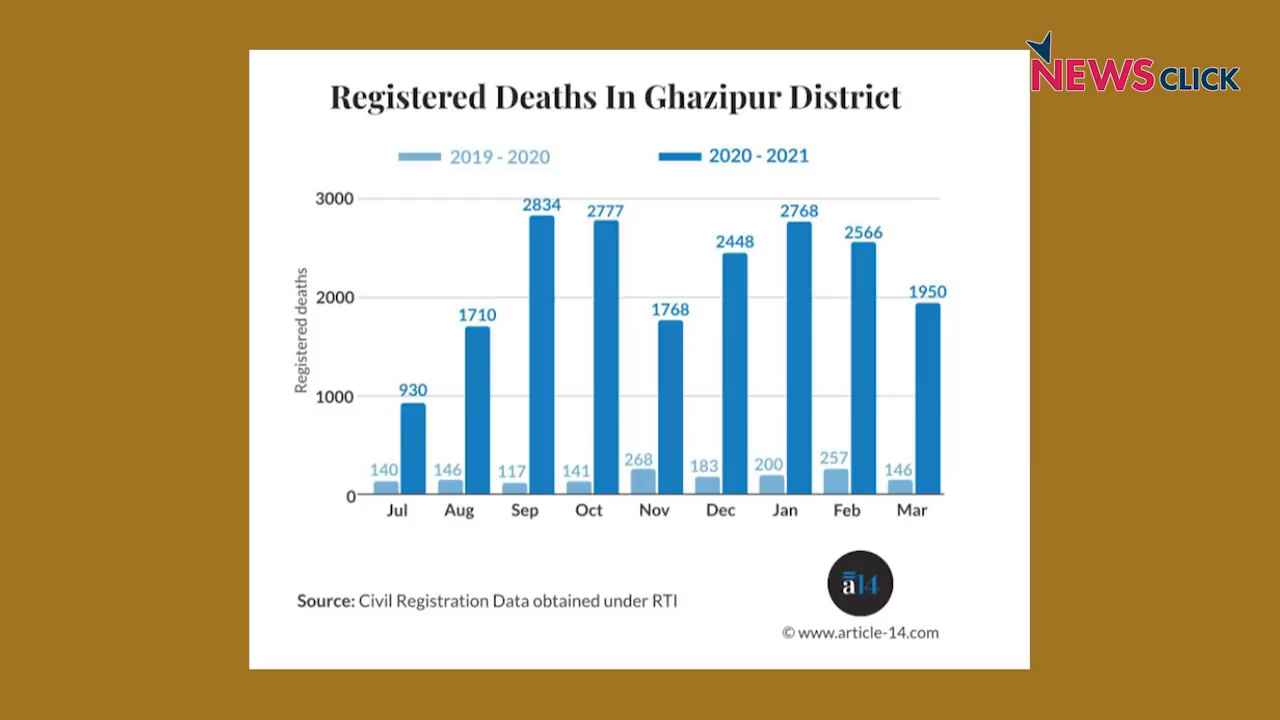 NEWS CLICK
Registered Deaths In Ghazipur District
2019 - 2020 2020 - 2021
Registered deaths
3000
2000
1000
0
140 930 146 1710 117 2834 141 2777 268 1768 183 2448 200 2768 257 2566 146 1950
Jul Aug Sep Oct Nov Dec Jan Feb Mar
Source: Civil Registration Data obtained under RTI
a14
© www.article-14.com